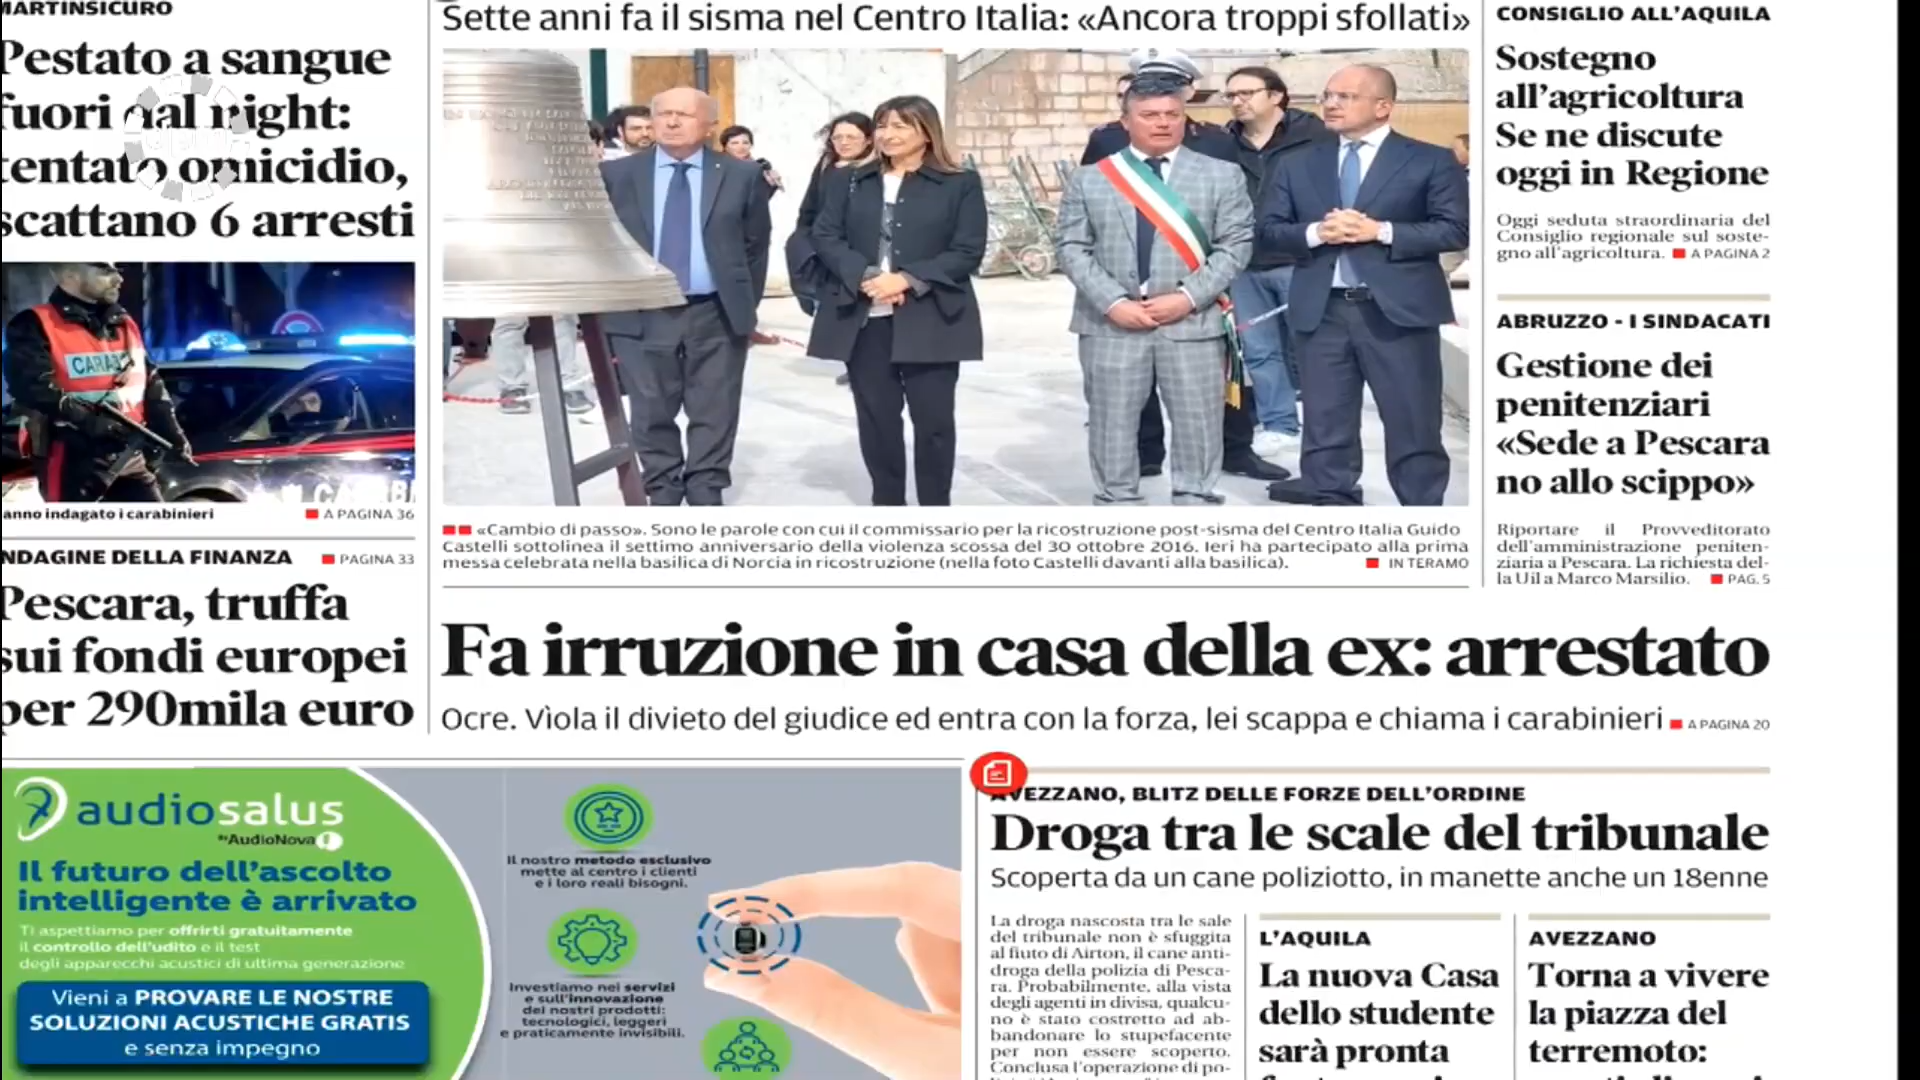 MARTINSICURO
Pestato a sangue
fuori dal night:
tentato omicidio,
scattano 6 arresti
anno indagato i carabinieri
A PAGINA 36
NDAGINE DELLA FINANZA
PAGINA 33
Pescara, truffa
sui fondi europei
per 290mila euro
Sette anni fa il sisma nel Centro Italia: «Ancora troppi sfollati»
«Cambio di passo». Sono le parole con cui il commissario per la ricostruzione post-sisma del Centro Italia Guido
Castelli sottolinea il settimo anniversario della violenza scossa del 30 ottobre 2016. Ieri ha partecipato alla prima
messa celebrata nella basilica di Norcia in ricostruzione (nella foto Castelli davanti alla basilica).
IN TERAMO
CONSIGLIO ALL'AQUILA
Sostegno
all'agricoltura
Se ne discute
oggi in Regione
Oggi seduta straordinaria del
Consiglio regionale sul soste-
gno all'agricoltura. A PAGINA 2
ABRUZZO - I SINDACATI
Gestione dei
penitenziari
«Sede a Pescara
no allo scippo»
Riportare il Provveditorato
dell'amministrazione peniten-
ziaria a Pescara. La richiesta del-
la Uil a Marco Marsilio. PAG. 5
Fa irruzione in casa della ex: arrestato
Ocre. Vìola il divieto del giudice ed entra con la forza, lei scappa e chiama i carabinieri
A PAGINA 20
audiosalus
by AudioNova
Il futuro dell'ascolto
intelligente è arrivato
Ti aspettiamo per offrirti gratuitamente
il controllo dell'udito e il test
degli apparecchi acustici di ultima generazione
Vieni a PROVARE LE NOSTRE
SOLUZIONI ACUSTICHE GRATIS
e senza impegno
Il nostro metodo esclusivo
mette al centro i clienti
e i loro reali bisogni.
Investiamo nei servizi
e sull'innovazione
dei nostri prodotti:
tecnologici, leggeri
e praticamente invisibili.
AVEZZANO, BLITZ DELLE FORZE DELL'ORDINE
Droga tra le scale del tribunale
Scoperta da un cane poliziotto, in manette anche un 18enne
La droga nascosta tra le sale
del tribunale non è sfuggita
al fiuto di Airton, il cane anti-
droga della polizia di Pesca-
ra. Probabilmente, alla vista
degli agenti in divisa, qualcu-
no è stato costretto ad ab-
bandonare lo stupefacente
per non essere scoperto.
Conclusa l'operazione di po-
L'AQUILA
La nuova Casa
dello studente
sarà pronta
AVEZZANO
Torna a vivere
la piazza del
terremoto: